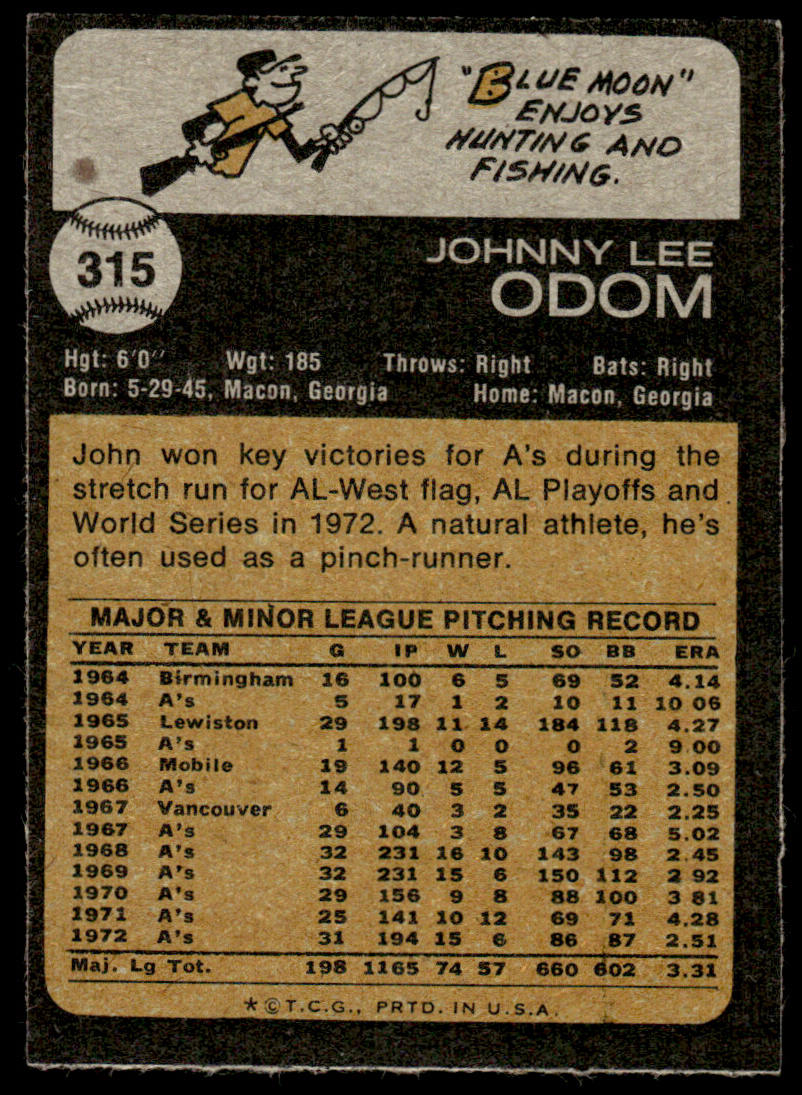 "BLUE MOON"
ENJOYS
HUNTING AND
FISHING.
315
JOHNNY LEE
ODOM
Hgt: 6'0" Wgt: 185 Throws: Right Bats: Right
Born: 5-29-45, Macon, Georgia Home: Macon, Georgia
John won key victories for A's during the
stretch run for AL-West flag, AL Playoffs and
World Series in 1972. A natural athlete, he's
often used as a pinch-runner.
MAJOR & MINOR LEAGUE PITCHING RECORD
YEAR TEAM G IP W L SO BB ERA
1964 Birmingham 16 100 6 5 69 52 4.14
1964 A's 5 17 1 2 10 11 10 06
1965 Lewiston 29 198 11 14 184 118 4.27
1965 A's 1 1 0 0 0 2 9.00
1966 Mobile 19 140 12 5 96 61 3.09
1966 A's 14 90 5 5 47 53 2.50
1967 Vancouver 6 40 3 2 35 22 2.25
1967 A's 29 104 3 8 67 68 5.02
1968 A's 32 231 16 10 143 98 2.45
1969 A's 32 231 15 6 150 112 2 92
1970 A's 29 156 9 8 88 100 3 81
1971 A's 25 141 10 12 69 71 4.28
1972 A's 31 194 15 6 86 87 2.51
Maj. Lg Tot. 198 1165 74 57 660 602 3.31
*©T.C.G., PRTD. IN U.S.A.